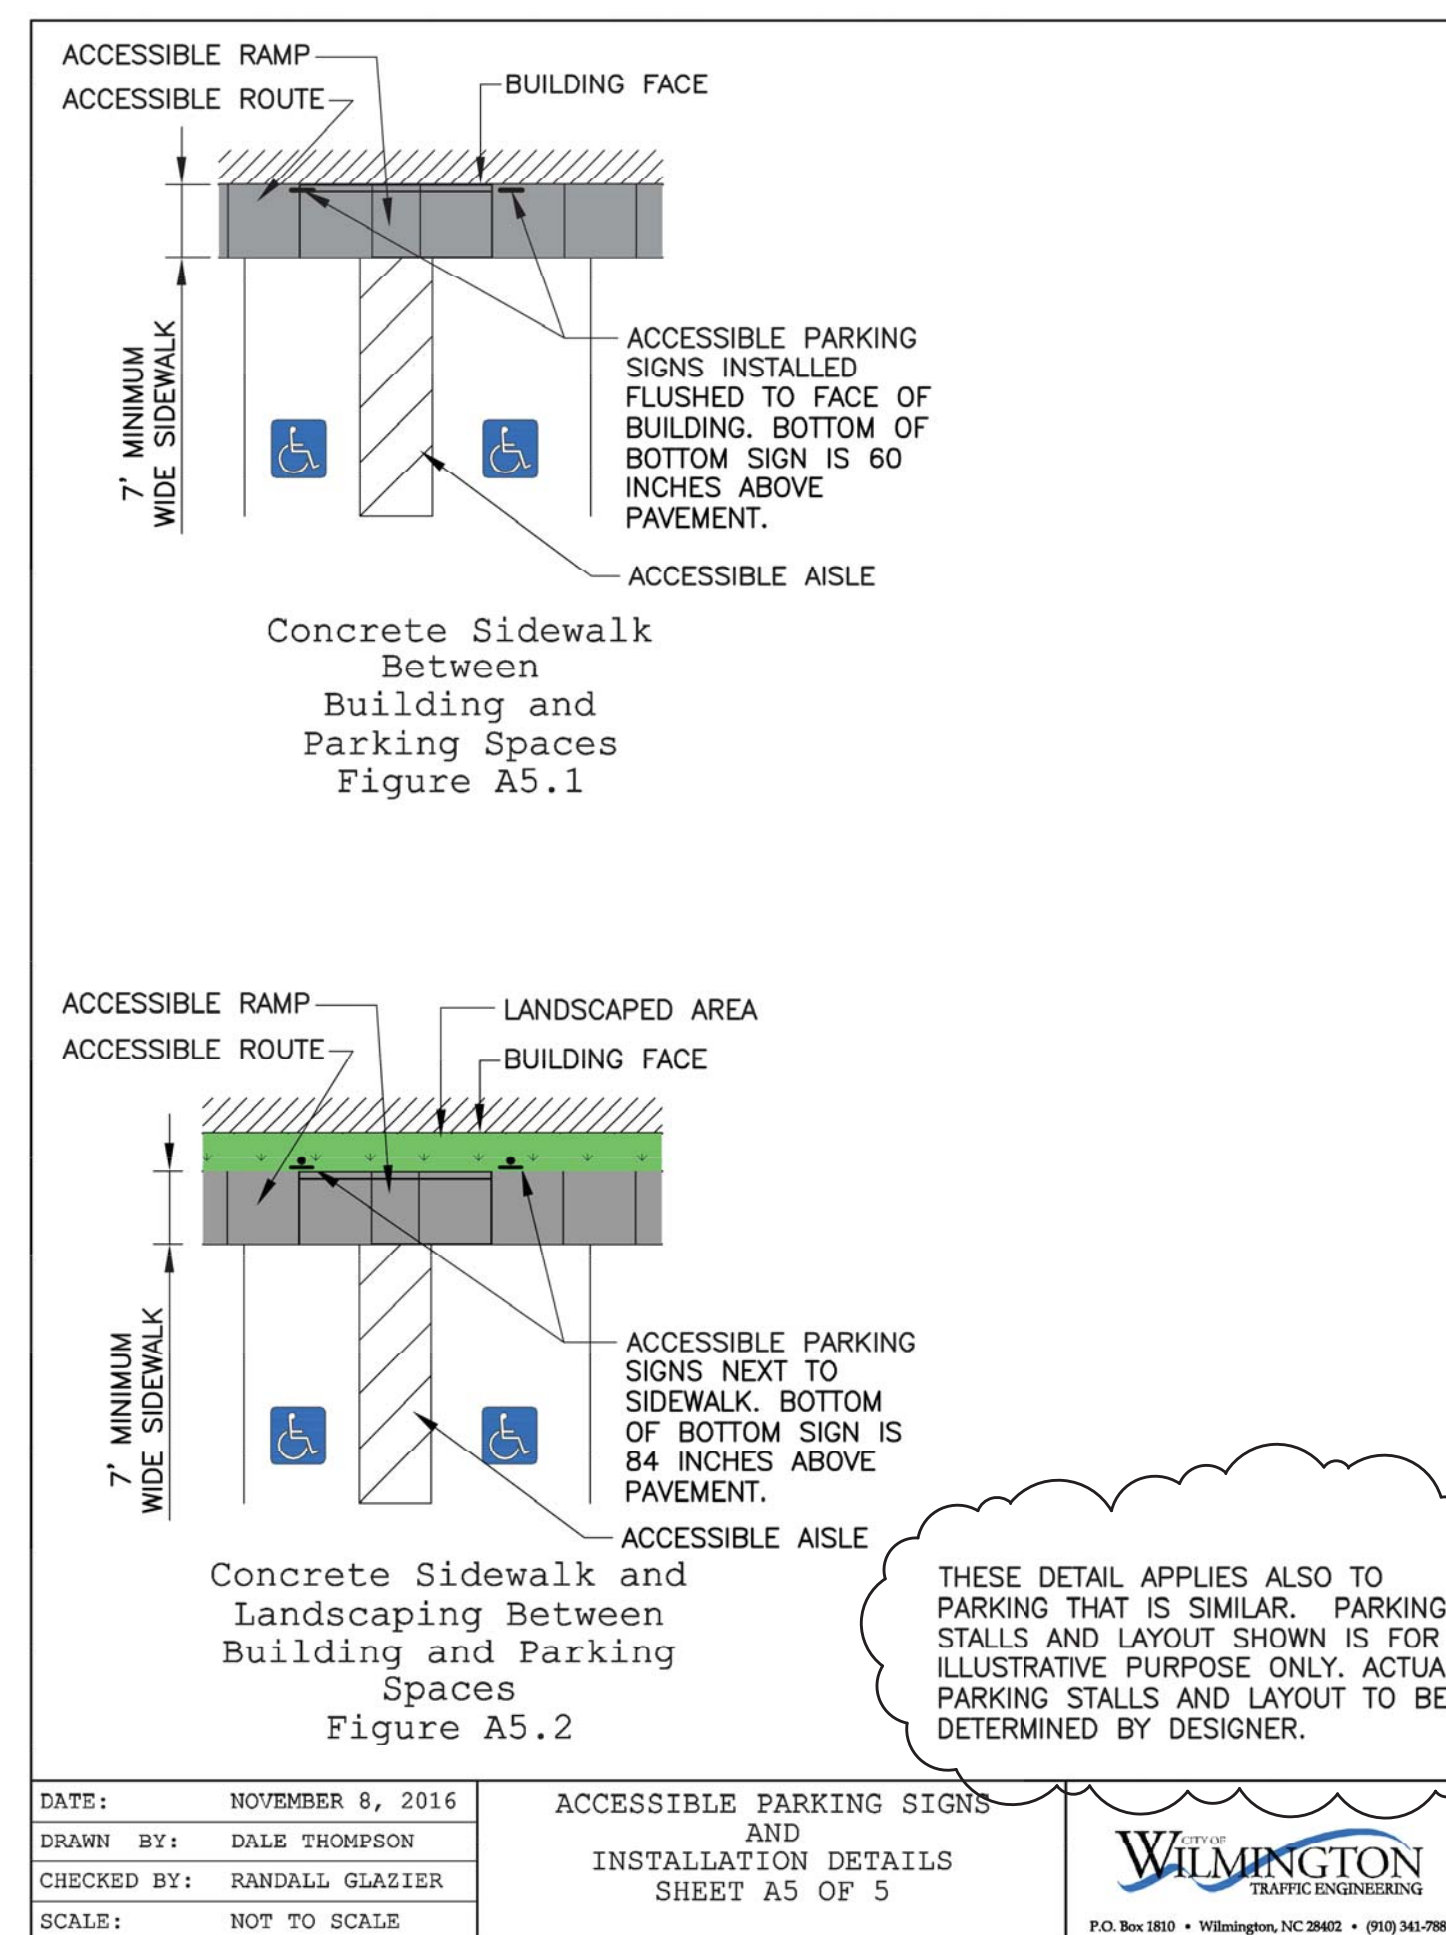 ACCESSIBLE RAMP
ACCESSIBLE ROUTE
BUILDING FACE
7' MINIMUM
WIDE SIDEWALK
ACCESSIBLE PARKING
SIGNS INSTALLED
FLUSHED TO FACE OF
BUILDING. BOTTOM OF
BOTTOM SIGN IS 60
INCHES ABOVE
PAVEMENT.
ACCESSIBLE AISLE
Concrete Sidewalk
Between
Building and
Parking Spaces
Figure A5.1
ACCESSIBLE RAMP
ACCESSIBLE ROUTE
LANDSCAPED AREA
BUILDING FACE
7' MINIMUM
WIDE SIDEWALK
ACCESSIBLE PARKING
SIGNS NEXT TO
SIDEWALK. BOTTOM
OF BOTTOM SIGN IS
84 INCHES ABOVE
PAVEMENT.
ACCESSIBLE AISLE
Concrete Sidewalk and
Landscaping Between
Building and Parking
Spaces
Figure A5.2
THESE DETAIL APPLIES ALSO TO
PARKING THAT IS SIMILAR. PARKING
STALLS AND LAYOUT SHOWN IS FOR
ILLUSTRATIVE PURPOSE ONLY. ACTUA
PARKING STALLS AND LAYOUT TO BE
DETERMINED BY DESIGNER.
DATE: NOVEMBER 8, 2016
DRAWN BY: DALE THOMPSON
CHECKED BY: RANDALL GLAZIER
SCALE: NOT TO SCALE
ACCESSIBLE PARKING SIGNS
AND
INSTALLATION DETAILS
SHEET A5 OF 5
CITY OF
WILMINGTON
TRAFFIC ENGINEERING
P.O. Box 1810 • Wilmington, NC 28402 • (910) 341-788